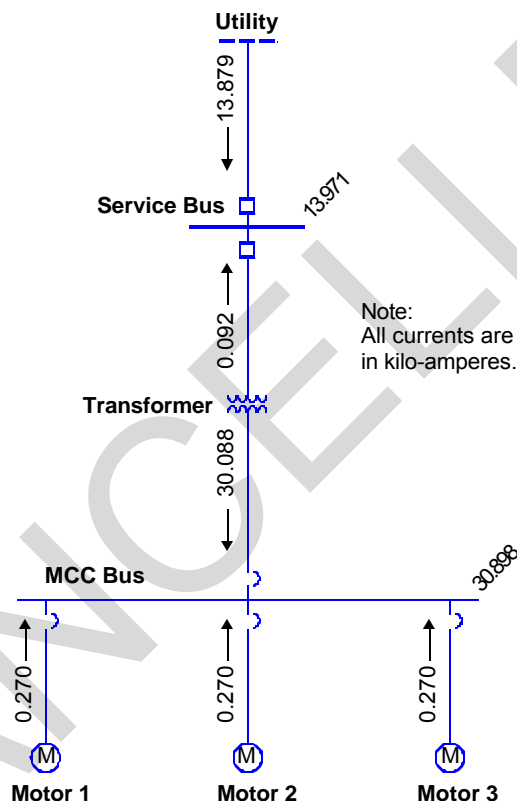 Utility
13.879
Service Bus
13.971
0.092
Note:
All currents are
in kilo-amperes.
Transformer
30.088
MCC Bus
30.898
0.270
0.270
0.270
M
M
M
Motor 1
Motor 2
Motor 3